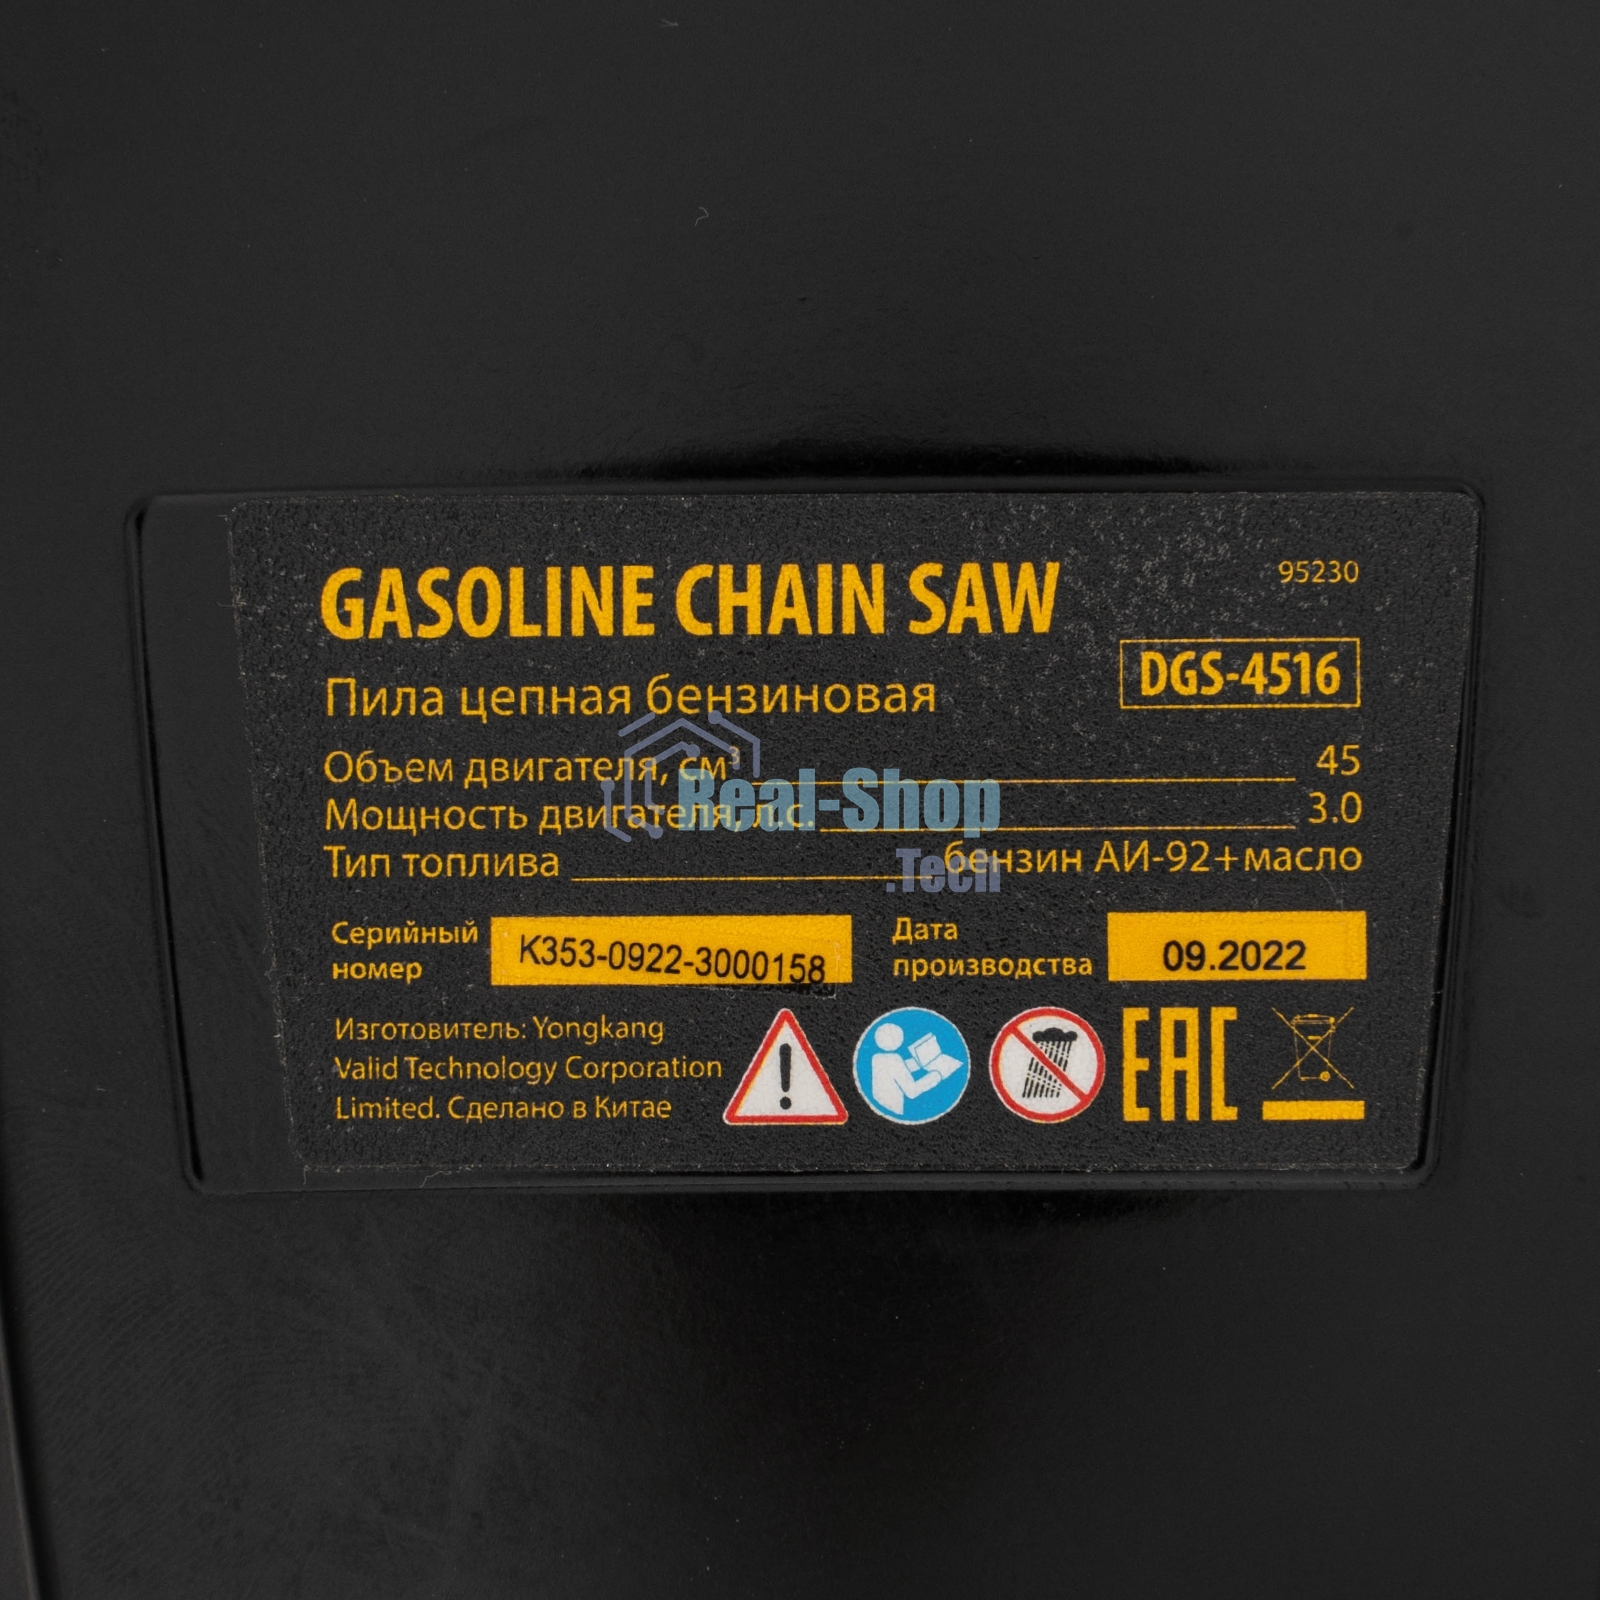 GASOLINE CHAIN SAW
95230
Пила цепная бензиновая
DGS-4516
Объем двигателя, см³ 45
Мощность двигателя, л.с. 3.0
Тип топлива бензин АИ-92+масло
Real-Shop
.Tech
Серийный номер K353-0922-3000158
Дата производства 09.2022
Изготовитель: Yongkang
Valid Technology Corporation
Limited. Сделано в Китае
EAC